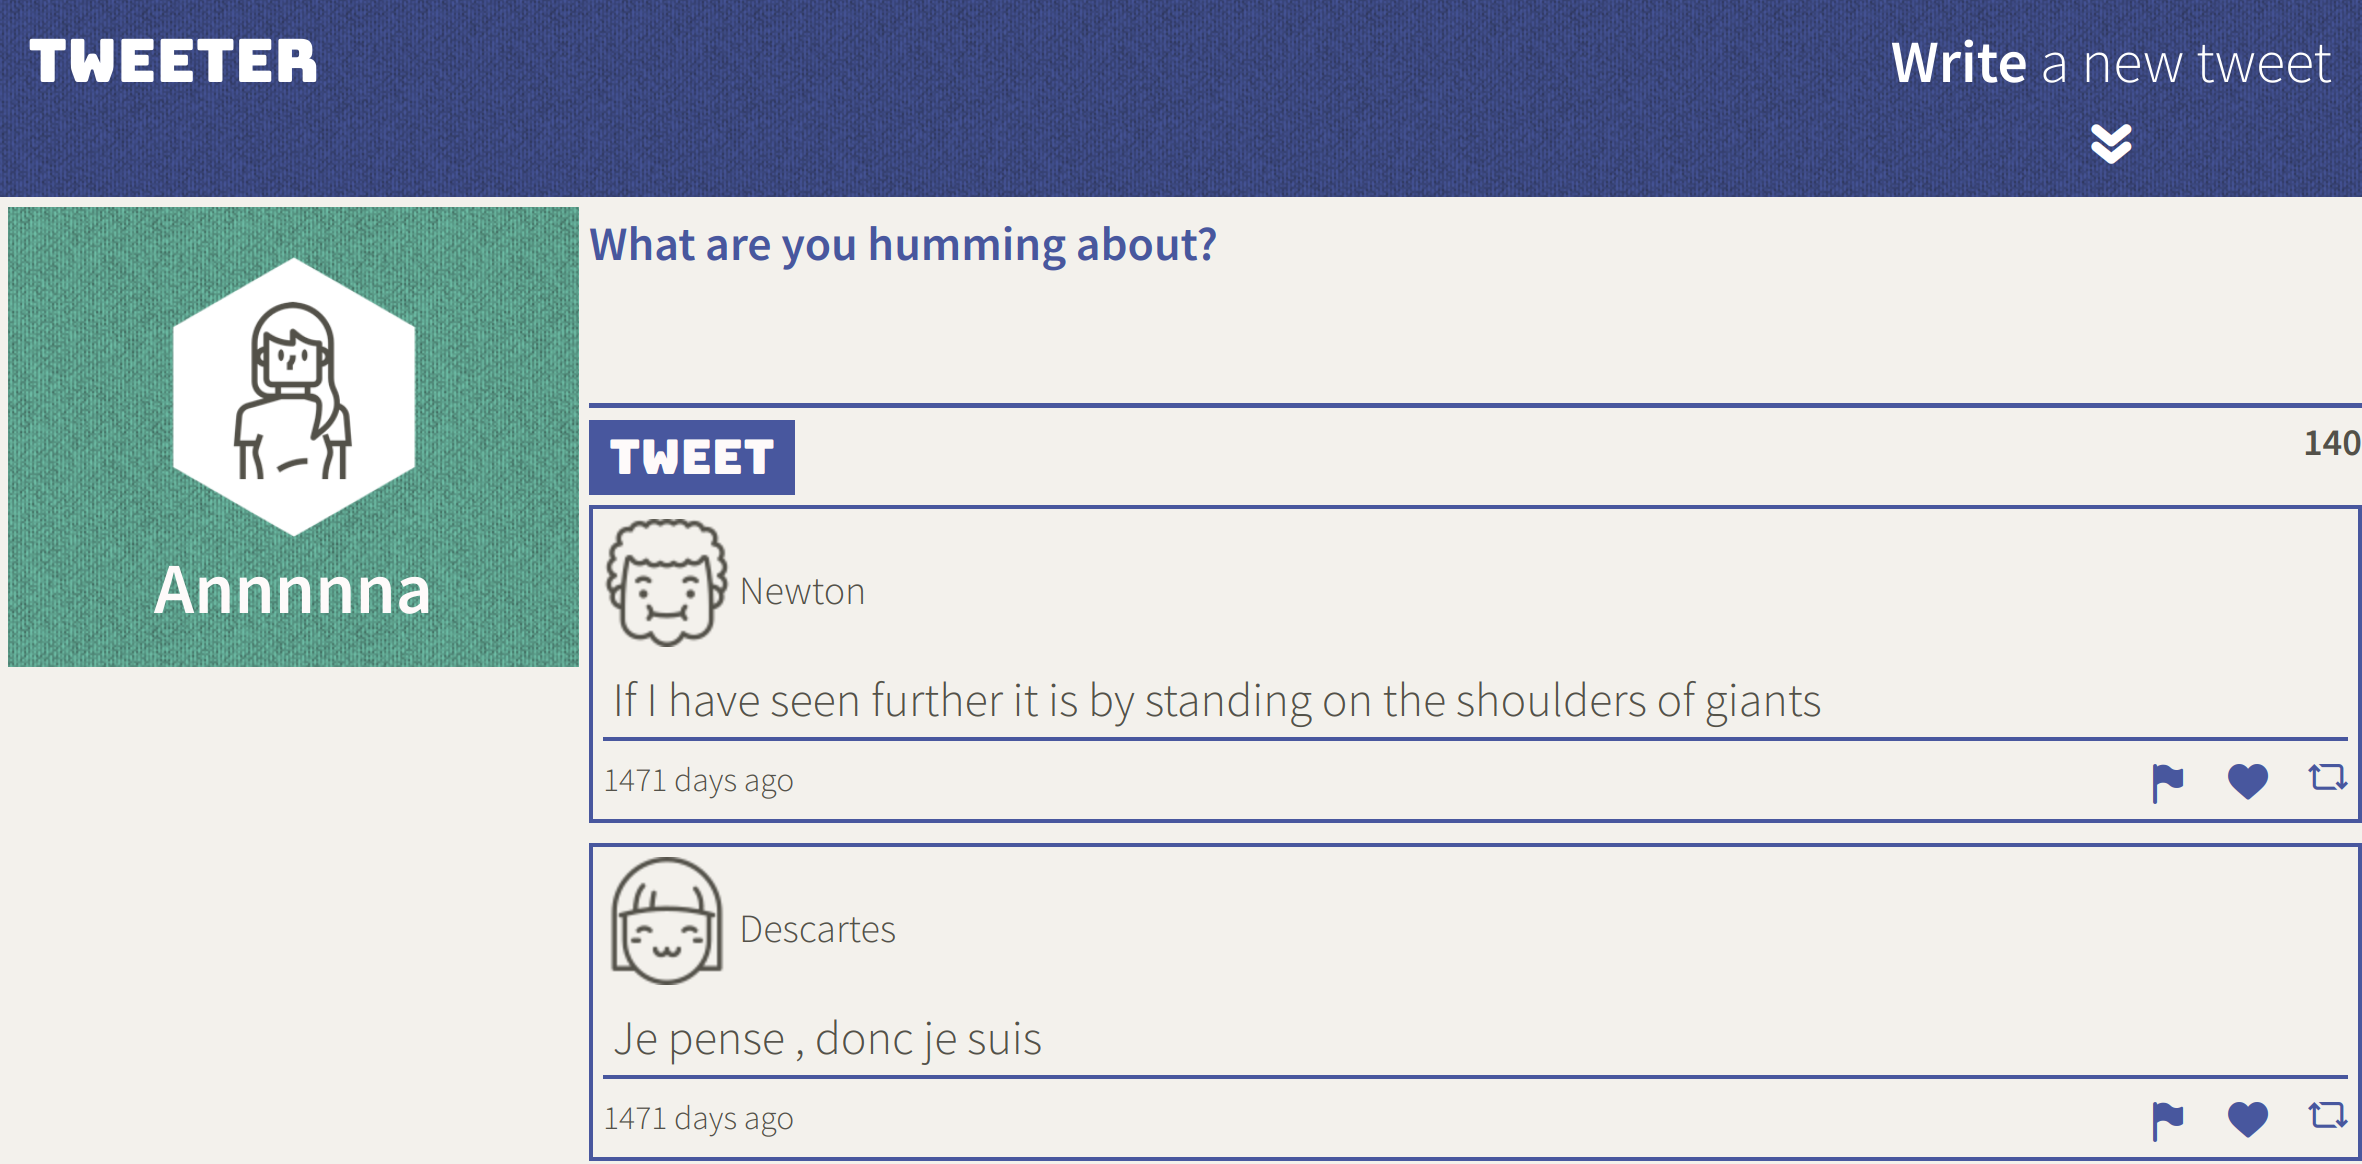 TWEETER
Write a new tweet
Annnnna
What are you humming about?
TWEET
140
Newton
If I have seen further it is by standing on the shoulders of giants
1471 days ago
Descartes
Je pense , donc je suis
1471 days ago